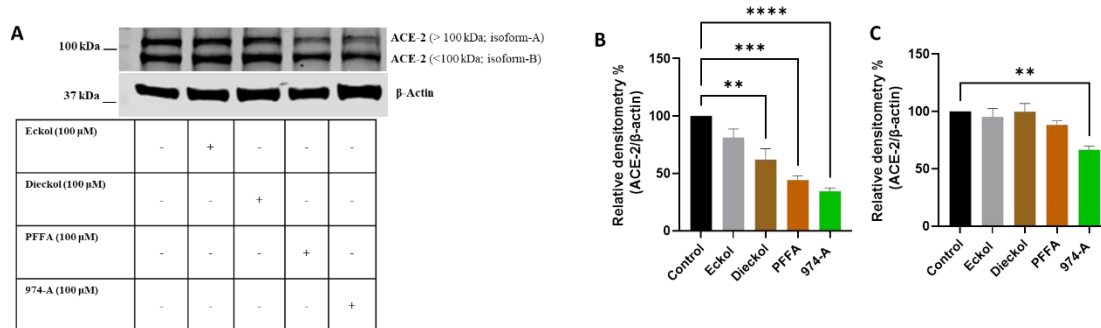 A
100 kDa
ACE-2 (> 100 kDa; isoform-A)
ACE-2 (<100 kDa; isoform-B)
37 kDa
β-Actin
Eckol (100 μM) - + - - -
Dieckol (100 μM) - - + - -
PFFA (100 μM) - - - + -
974-A (100 μM) - - - - +
B
****
***
**
Relative densitometry %
(ACE-2/β-actin)
150
100
50
0
Control
Eckol
Dieckol
PFFA
974-A
C
**
Relative densitometry %
(ACE-2/β-actin)
150
100
50
0
Control
Eckol
Dieckol
PFFA
974-A